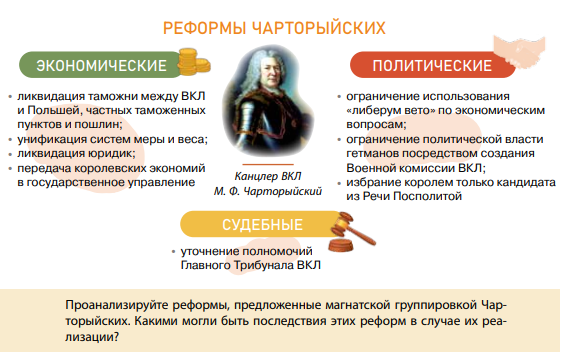 РЕФОРМЫ ЧАРТОРЫЙСКИХ
ЭКОНОМИЧЕСКИЕ
• ликвидация таможни между ВКЛ
и Польшей, частных таможенных
пунктов и пошлин;
• унификация систем меры и веса;
• ликвидация юридик;
• передача королевских экономий
в государственное управление
Канцлер ВКЛ
М. Ф. Чарторыйский
ПОЛИТИЧЕСКИЕ
• ограничение использования
«либерум вето» по экономическим
вопросам;
• ограничение политической власти
гетманов посредством создания
Военной комиссии ВКЛ;
• избрание королем только кандидата
из Речи Посполитой
СУДЕБНЫЕ
• уточнение полномочий
Главного Трибунала ВКЛ
Проанализируйте реформы, предложенные магнатской группировкой Чар-
торыйских. Какими могли быть последствия этих реформ в случае их реа-
лизации?